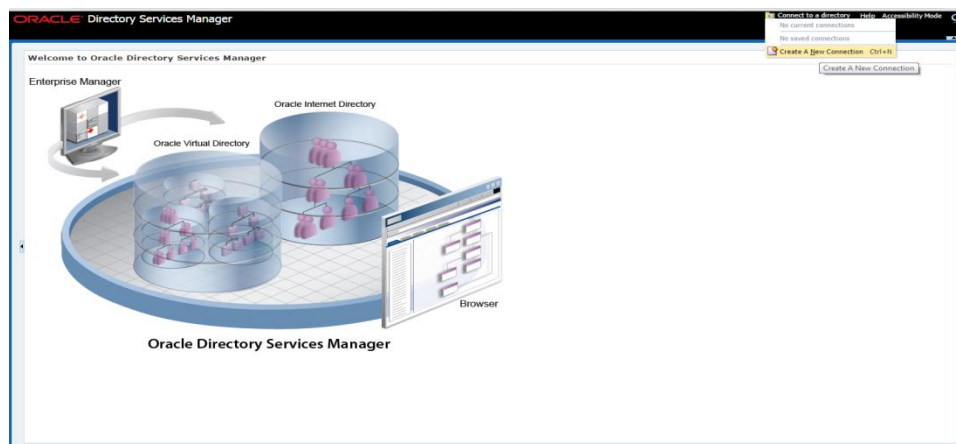 ORACLE Directory Services Manager
Connect to a directory Help Accessibility Mode
No current connections
No saved connections
Create A New Connection Ctrl+N
Create A New Connection
Welcome to Oracle Directory Services Manager
Enterprise Manager
Oracle Internet Directory
Oracle Virtual Directory
Browser
Oracle Directory Services Manager